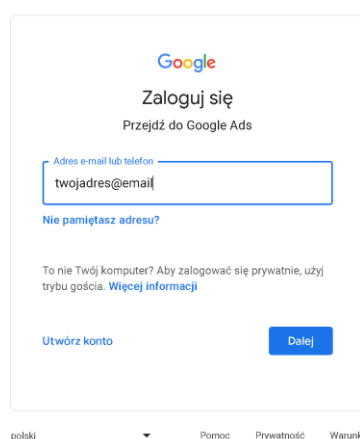 Google
Zaloguj się
Przejdź do Google Ads
Adres e-mail lub telefon
twojadres@email
Nie pamiętasz adresu?
To nie Twój komputer? Aby zalogować się prywatnie, użyj
trybu gościa. Więcej informacji
Utwórz konto Dalej
polski Pomoc Prywatność Warunk